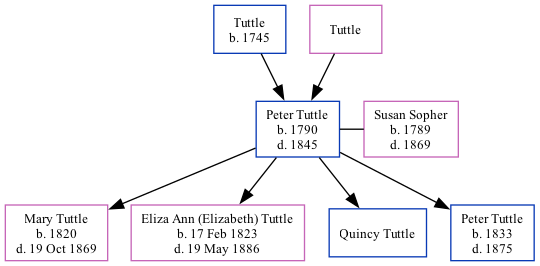 Tuttle
b. 1745
Tuttle
Peter Tuttle
b. 1790
d. 1845
Susan Sopher
b. 1789
d. 1869
Mary Tuttle
b. 1820
d. 19 Oct 1869
Eliza Ann (Elizabeth) Tuttle
b. 17 Feb 1823
d. 19 May 1886
Quincy Tuttle
Peter Tuttle
b. 1833
d. 1875